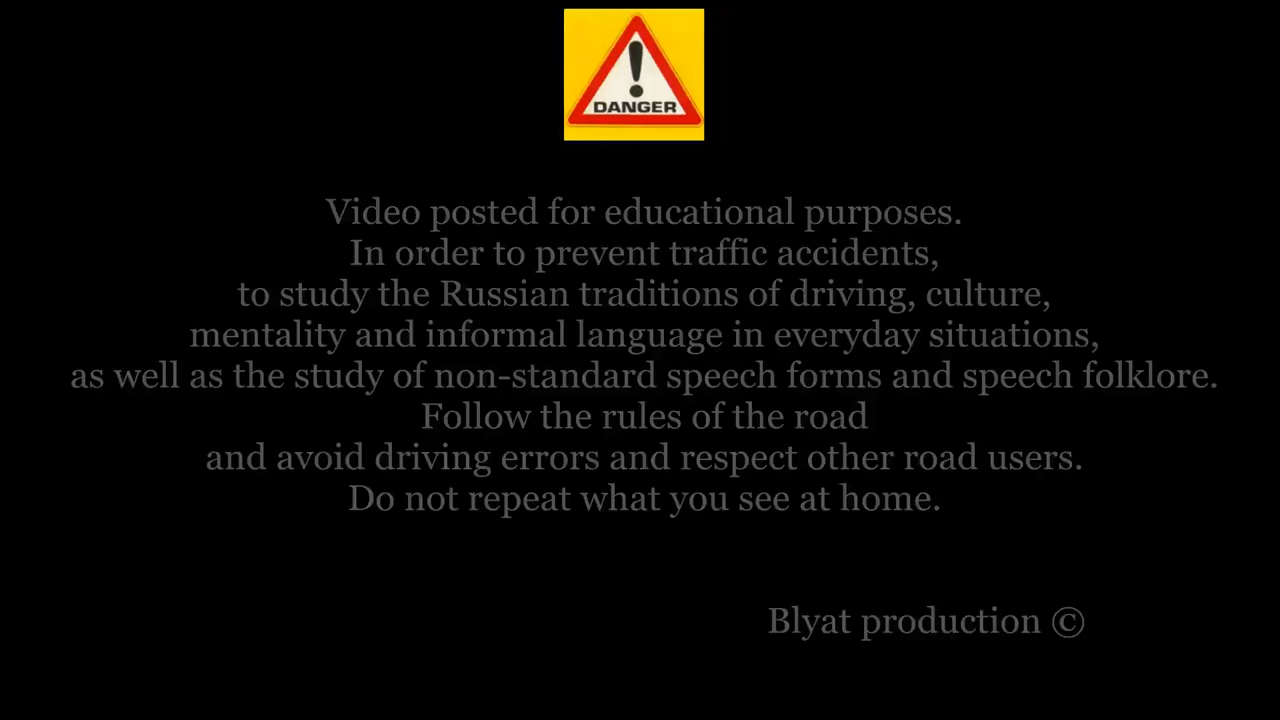 DANGER
Video posted for educational purposes.
In order to prevent traffic accidents,
to study the Russian traditions of driving, culture,
mentality and informal language in everyday situations,
as well as the study of non-standard speech forms and speech folklore.
Follow the rules of the road
and avoid driving errors and respect other road users.
Do not repeat what you see at home.
Blyat production ©